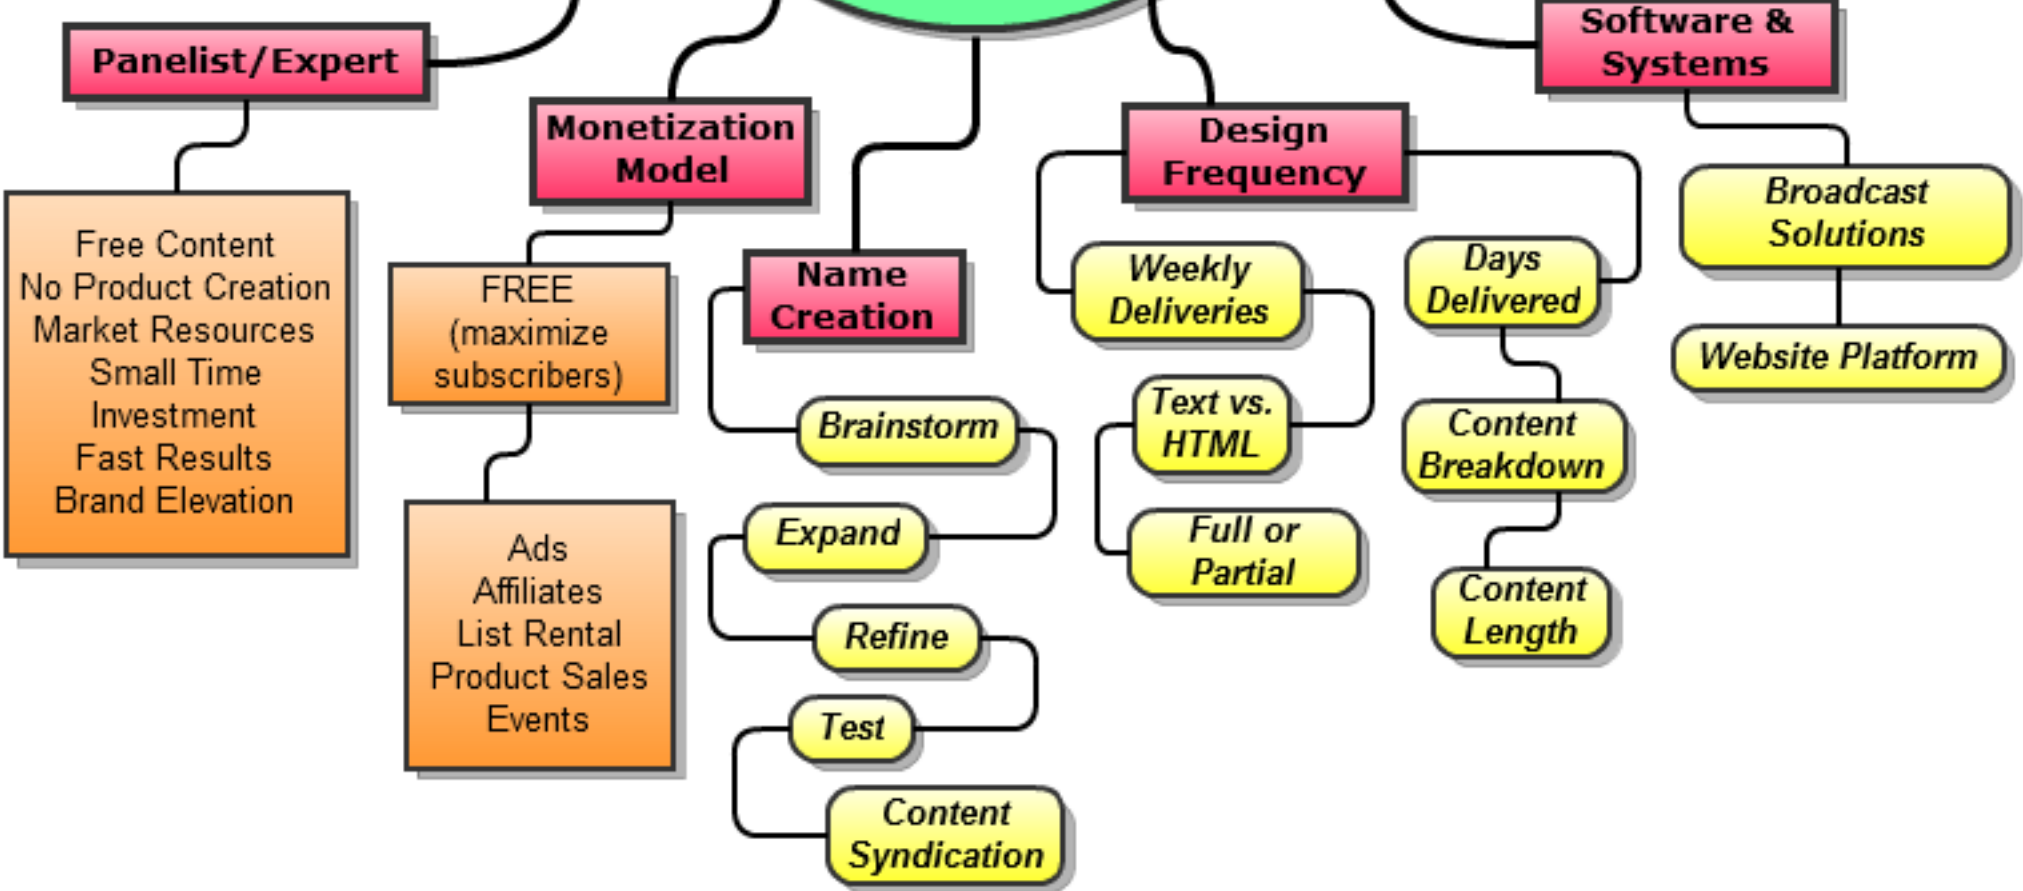 Panelist/Expert
Free Content
No Product Creation
Market Resources
Small Time
Investment
Fast Results
Brand Elevation
Monetization
Model
FREE
(maximize
subscribers)
Ads
Affiliates
List Rental
Product Sales
Events
Name
Creation
Brainstorm
Expand
Refine
Test
Content
Syndication
Design
Frequency
Weekly
Deliveries
Text vs.
HTML
Full or
Partial
Days
Delivered
Content
Breakdown
Content
Length
Software &
Systems
Broadcast
Solutions
Website Platform